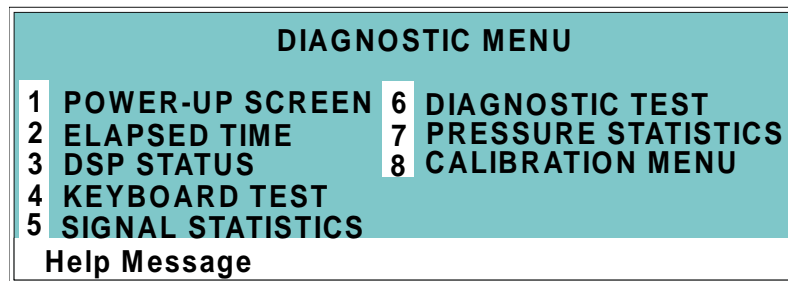 DIAGNOSTIC MENU
1 POWER-UP SCREEN 6 DIAGNOSTIC TEST
2 ELAPSED TIME 7 PRESSURE STATISTICS
3 DSP STATUS 8 CALIBRATION MENU
4 KEYBOARD TEST
5 SIGNAL STATISTICS
Help Message